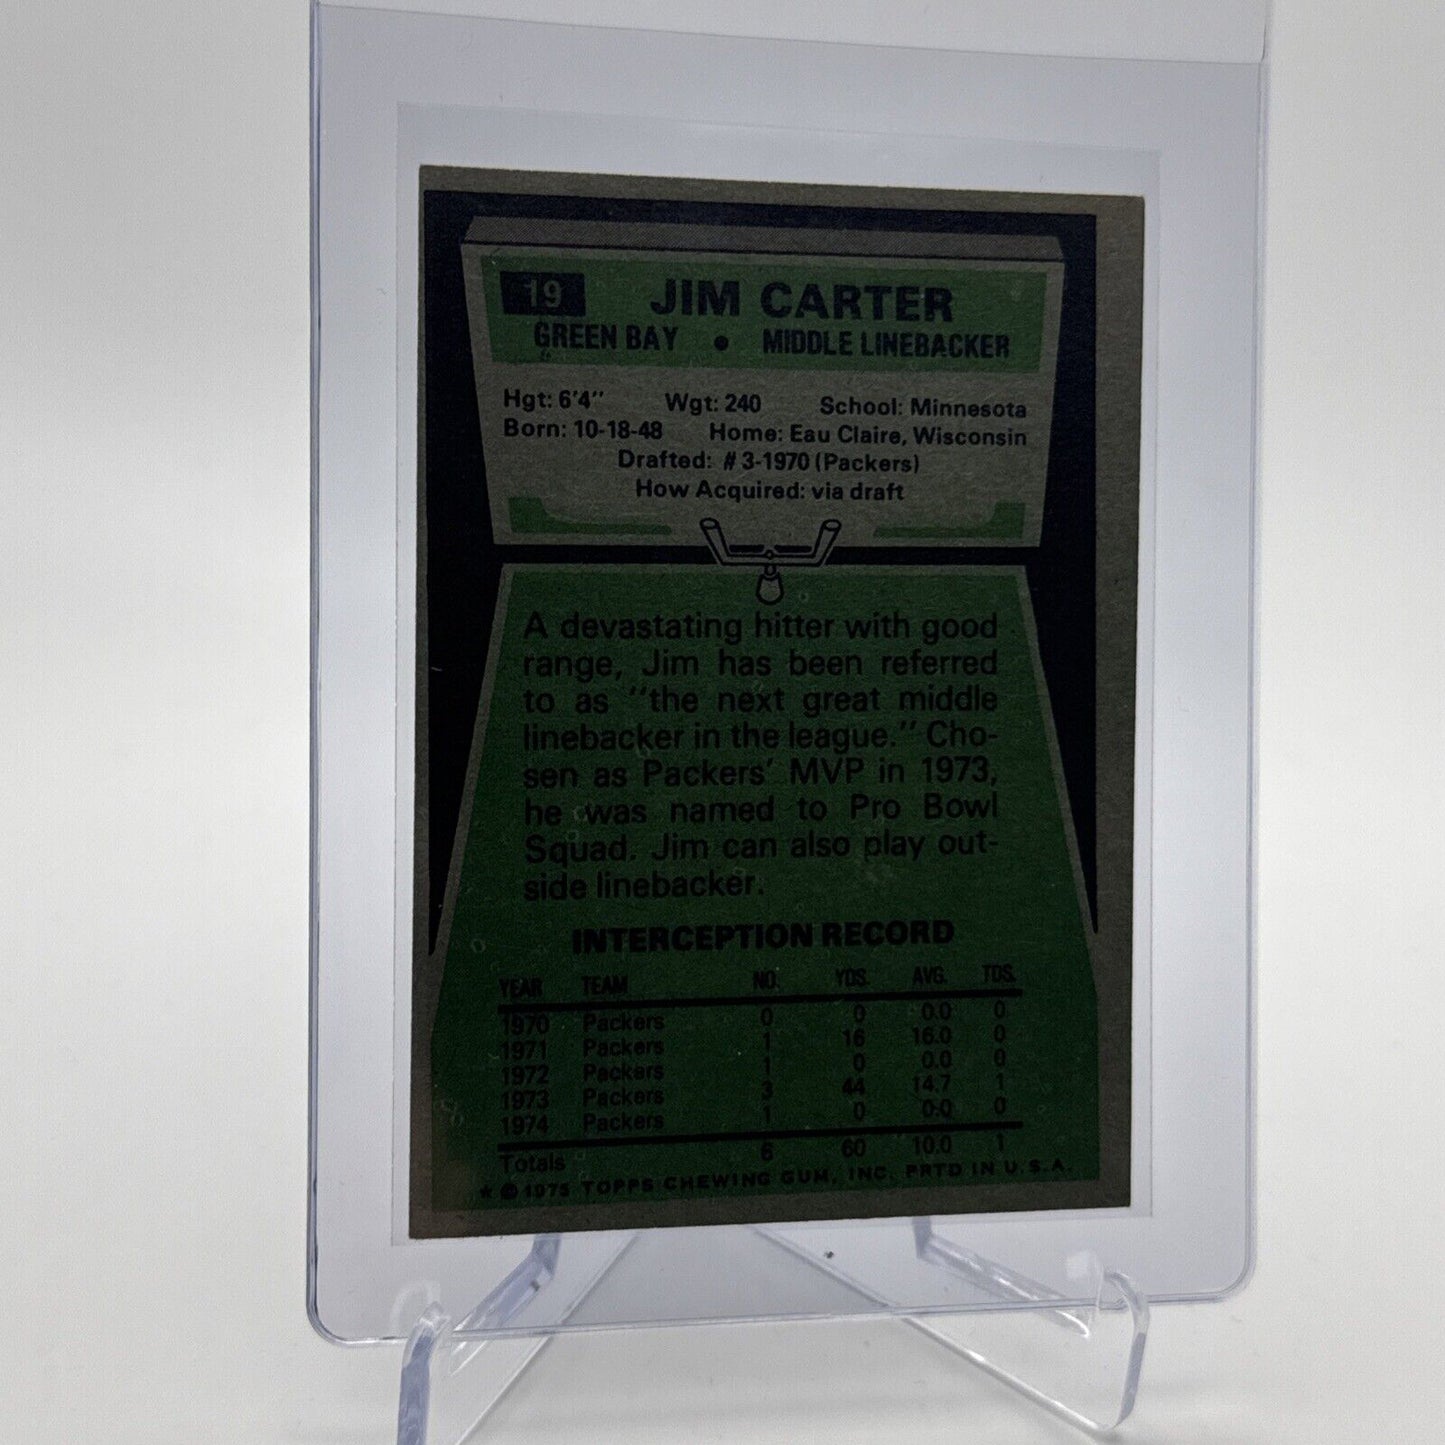 19 JIM CARTER
GREEN BAY • MIDDLE LINEBACKER
Hgt: 6'4" Wgt: 240 School: Minnesota
Born: 10-18-48 Home: Eau Claire, Wisconsin
Drafted: #3-1970 (Packers)
How Acquired: via draft
A devastating hitter with good
range, Jim has been referred
to as "the next great middle
linebacker in the league." Cho-
sen as Packers' MVP in 1973,
he was named to Pro Bowl
Squad. Jim can also play out-
side linebacker.
INTERCEPTION RECORD
YEAR TEAM NO. YDS. AVG. TDS.
1970 Packers 0 0 0.0 0
1971 Packers 1 16 16.0 0
1972 Packers 1 0 0.0 0
1973 Packers 3 44 14.7 1
1974 Packers 1 0 0.0 0
Totals 6 60 10.0 1
★ © 1975 TOPPS CHEWING GUM, INC. PRTD IN U.S.A.